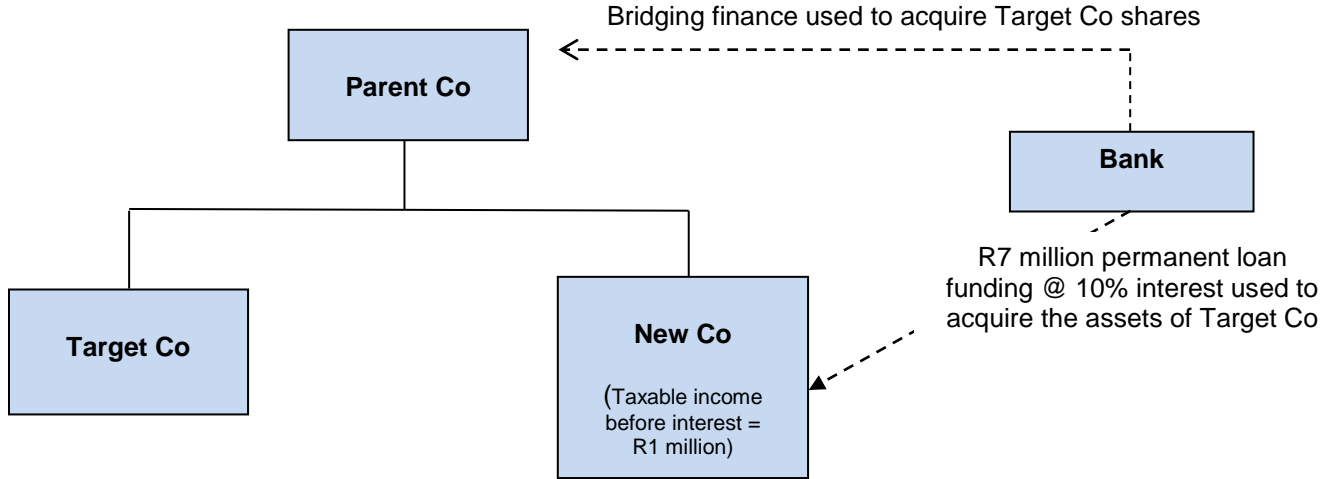 Bridging finance used to acquire Target Co shares
Parent Co
Bank
R7 million permanent loan
funding @ 10% interest used to
acquire the assets of Target Co
Target Co
New Co
(Taxable income
before interest =
R1 million)